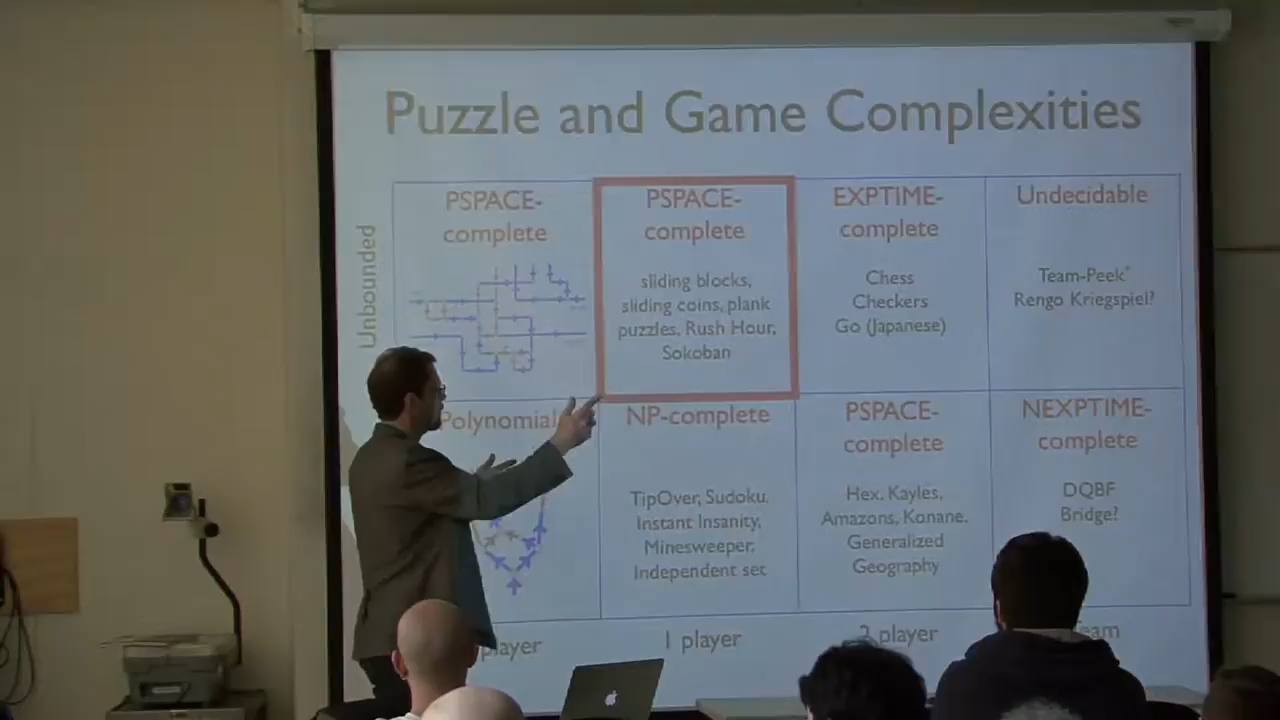 Puzzle and Game Complexities
Unbounded
PSPACE-
complete
PSPACE-
complete
sliding blocks,
sliding coins, plank
puzzles, Rush Hour,
Sokoban
EXPTIME-
complete
Chess
Checkers
Go (Japanese)
Undecidable
Team-Peek*
Rengo Kriegspiel?
Polynomial
NP-complete
TipOver, Sudoku,
Instant Insanity,
Minesweeper,
Independent set
PSPACE-
complete
Hex, Kayles,
Amazons, Konane,
Generalized
Geography
NEXPTIME-
complete
DQBF
Bridge?
player
1 player
2 player